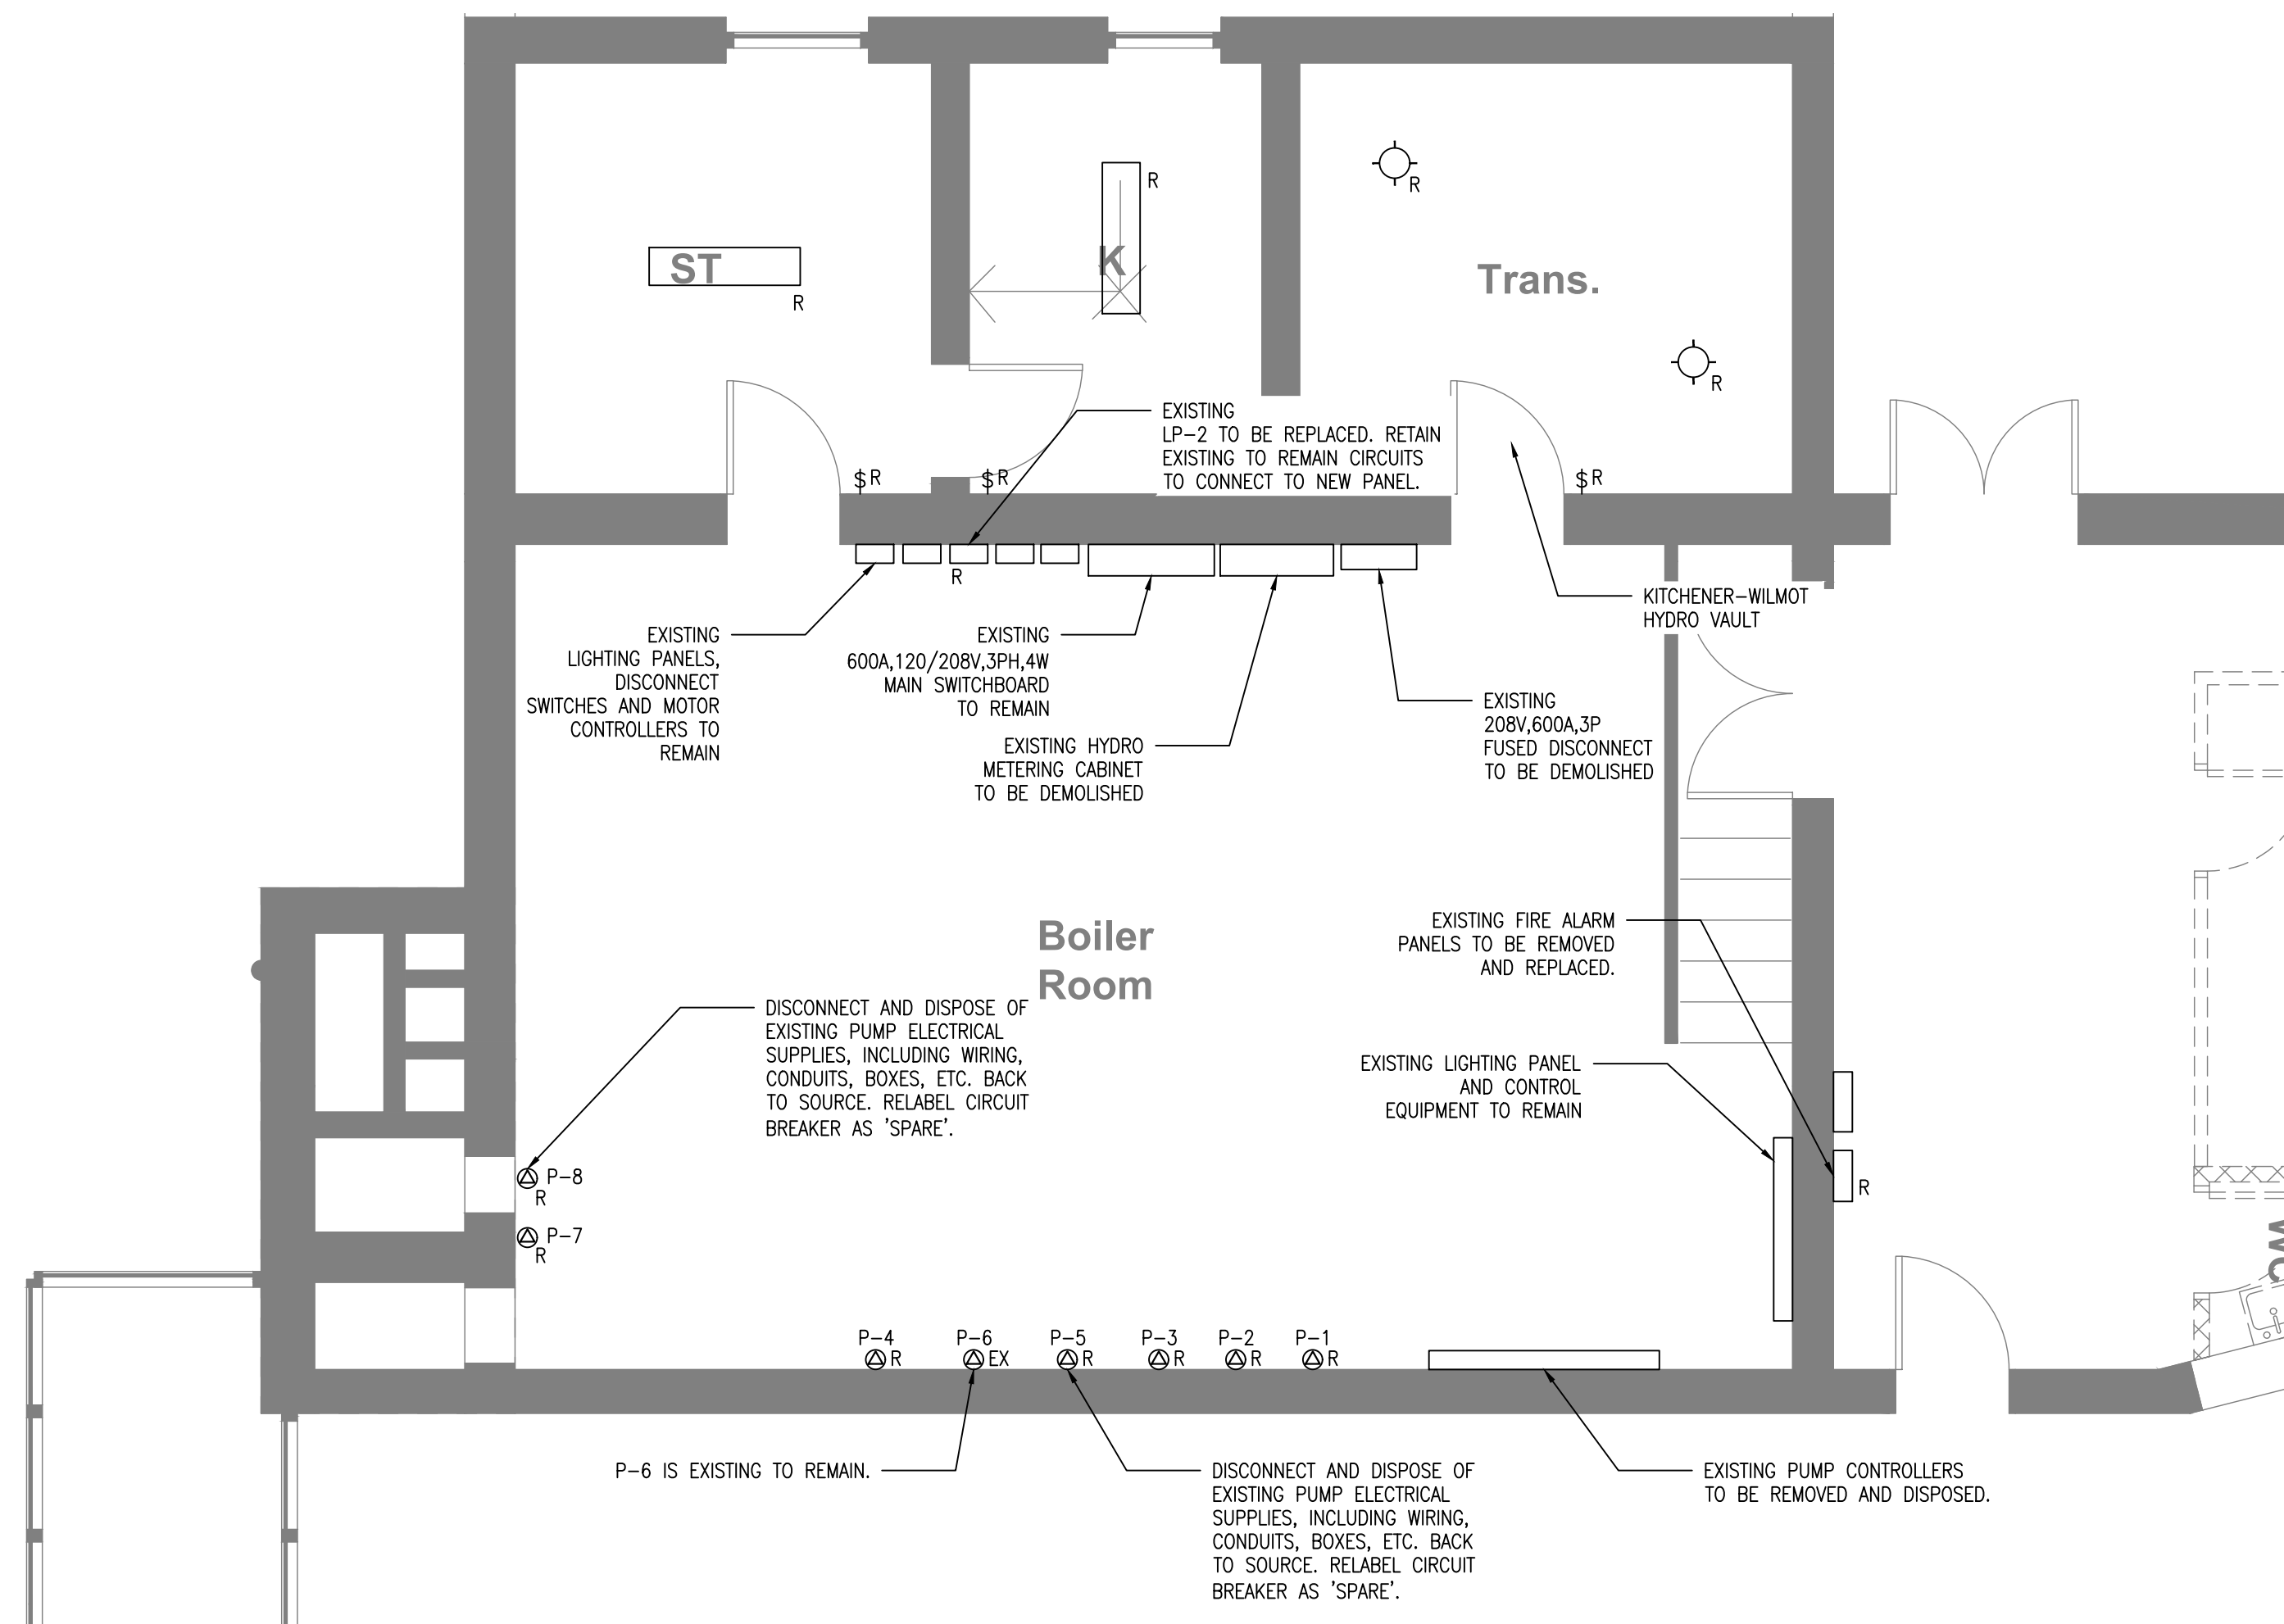 R
R
ST
K
R
Trans.
R
R
EXISTING
LP-2 TO BE REPLACED. RETAIN
EXISTING TO REMAIN CIRCUITS
TO CONNECT TO NEW PANEL.
$R
$R
$R
R
KITCHENER-WILMOT
HYDRO VAULT
EXISTING
LIGHTING PANELS,
DISCONNECT
SWITCHES AND MOTOR
CONTROLLERS TO
REMAIN
EXISTING
600A,120/208V,3PH,4W
MAIN SWITCHBOARD
TO REMAIN
EXISTING HYDRO
METERING CABINET
TO BE DEMOLISHED
EXISTING
208V,600A,3P
FUSED DISCONNECT
TO BE DEMOLISHED
Boiler
Room
EXISTING FIRE ALARM
PANELS TO BE REMOVED
AND REPLACED.
DISCONNECT AND DISPOSE OF
EXISTING PUMP ELECTRICAL
SUPPLIES, INCLUDING WIRING,
CONDUITS, BOXES, ETC. BACK
TO SOURCE. RELABEL CIRCUIT
BREAKER AS 'SPARE'.
EXISTING LIGHTING PANEL
AND CONTROL
EQUIPMENT TO REMAIN
P-8
R
P-7
R
R
WC
P-4
R
P-6
EX
P-5
R
P-3
R
P-2
R
P-1
R
P-6 IS EXISTING TO REMAIN.
DISCONNECT AND DISPOSE OF
EXISTING PUMP ELECTRICAL
SUPPLIES, INCLUDING WIRING,
CONDUITS, BOXES, ETC. BACK
TO SOURCE. RELABEL CIRCUIT
BREAKER AS 'SPARE'.
EXISTING PUMP CONTROLLERS
TO BE REMOVED AND DISPOSED.